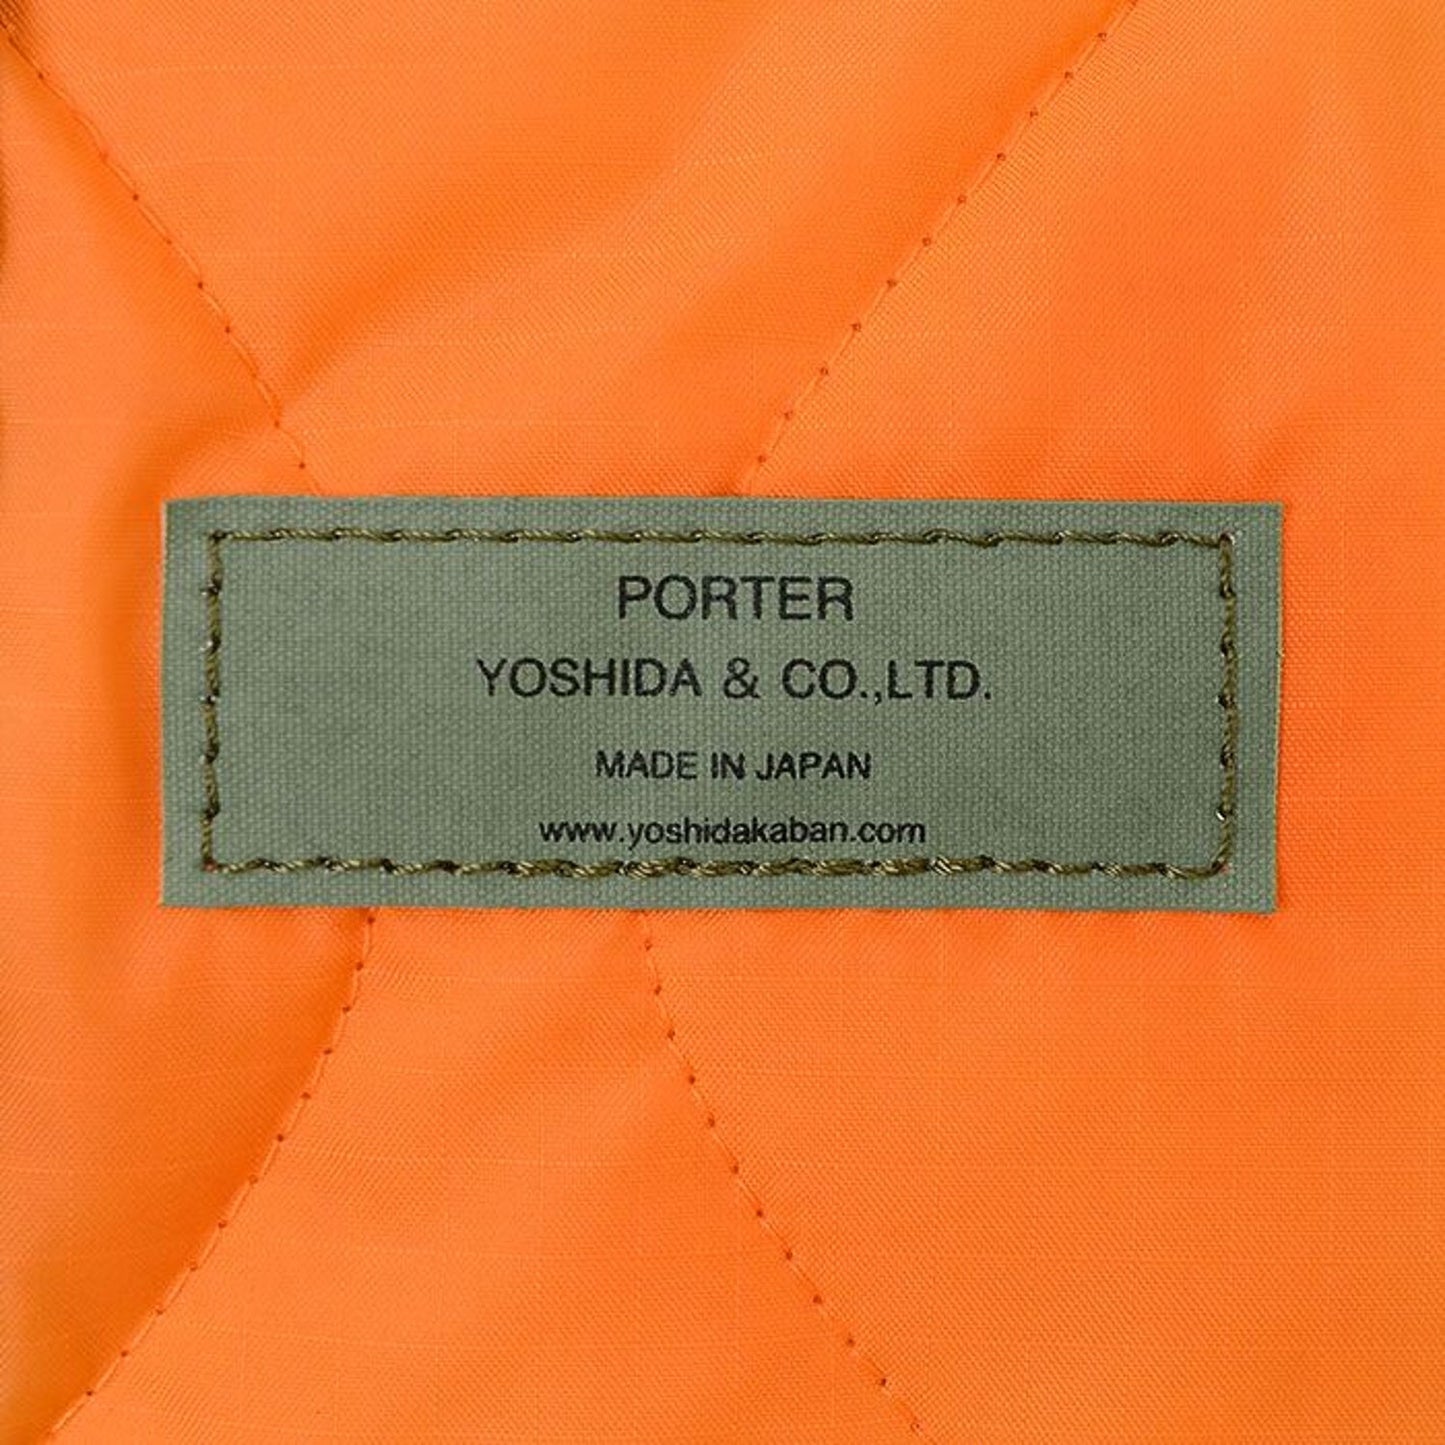 PORTER
YOSHIDA & CO.,LTD.
MADE IN JAPAN
www.yoshidakaban.com